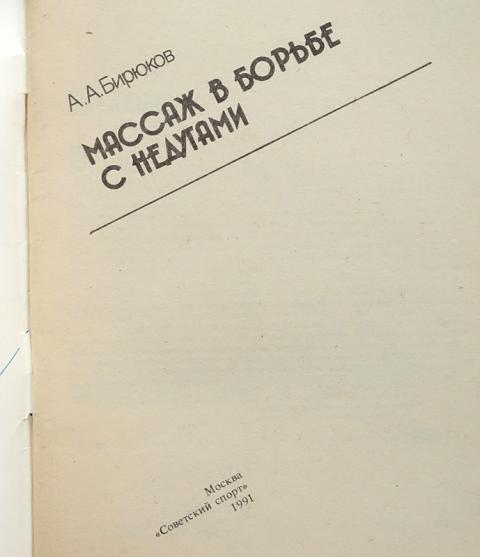 А.А.Бирюков
МАССАЖ В БОРЬБЕ
С НЕДУГАМИ
Москва
«Советский спорт»
1991